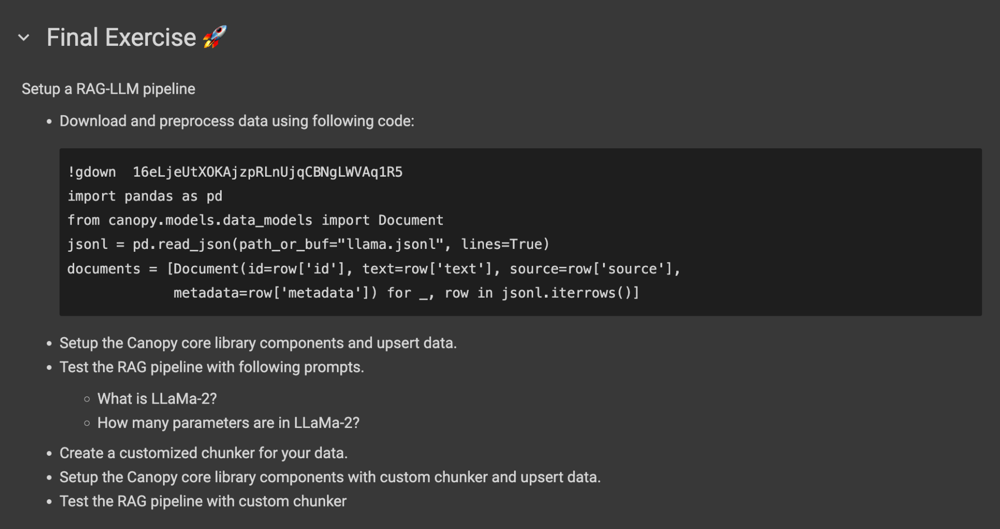 Final Exercise 🚀
Setup a RAG-LLM pipeline
• Download and preprocess data using following code:
!gdown  16eLjeUtXOKAjzpRLnUjqCBNgLWVAq1R5
import pandas as pd
from canopy.models.data_models import Document
jsonl = pd.read_json(path_or_buf="llama.jsonl", lines=True)
documents = [Document(id=row['id'], text=row['text'], source=row['source'],
             metadata=row['metadata']) for _, row in jsonl.iterrows()]
• Setup the Canopy core library components and upsert data.
• Test the RAG pipeline with following prompts.
◦ What is LLaMa-2?
◦ How many parameters are in LLaMa-2?
• Create a customized chunker for your data.
• Setup the Canopy core library components with custom chunker and upsert data.
• Test the RAG pipeline with custom chunker